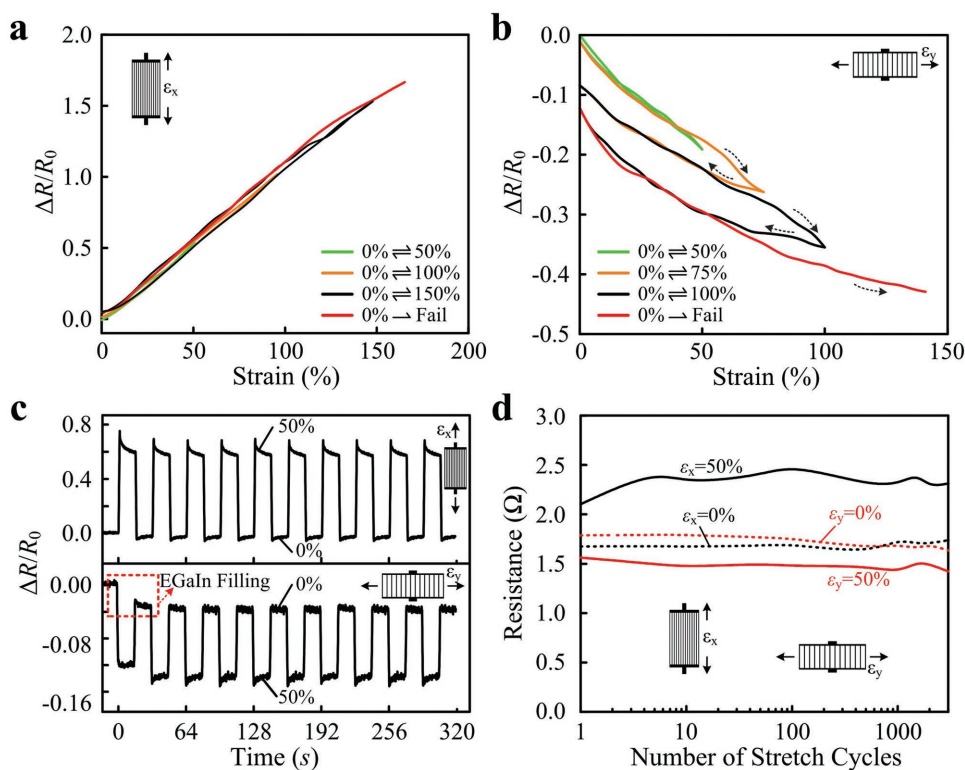 a
2.0
1.5
1.0
0.5
0.0
ΔR/R₀
εₓ
0%⇌50%
0%⇌100%
0%⇌150%
0%⇀Fail
0 50 100 150 200
Strain (%)
b
0.0
-0.1
-0.2
-0.3
-0.4
-0.5
ΔR/R₀
εᵧ
0%⇌50%
0%⇌75%
0%⇌100%
0%⇀Fail
0 50 100 150
Strain (%)
c
0.8
0.4
0.0
50%
0%
εₓ
ΔR/R₀
0.00
-0.08
-0.16
EGaIn Filling
0%
50%
εᵧ
0 64 128 192 256 320
Time (s)
d
3.0
2.5
2.0
1.5
1.0
0.5
0.0
Resistance (Ω)
εₓ=50%
εₓ=0%
εᵧ=0%
εᵧ=50%
εₓ
εᵧ
1 10 100 1000
Number of Stretch Cycles